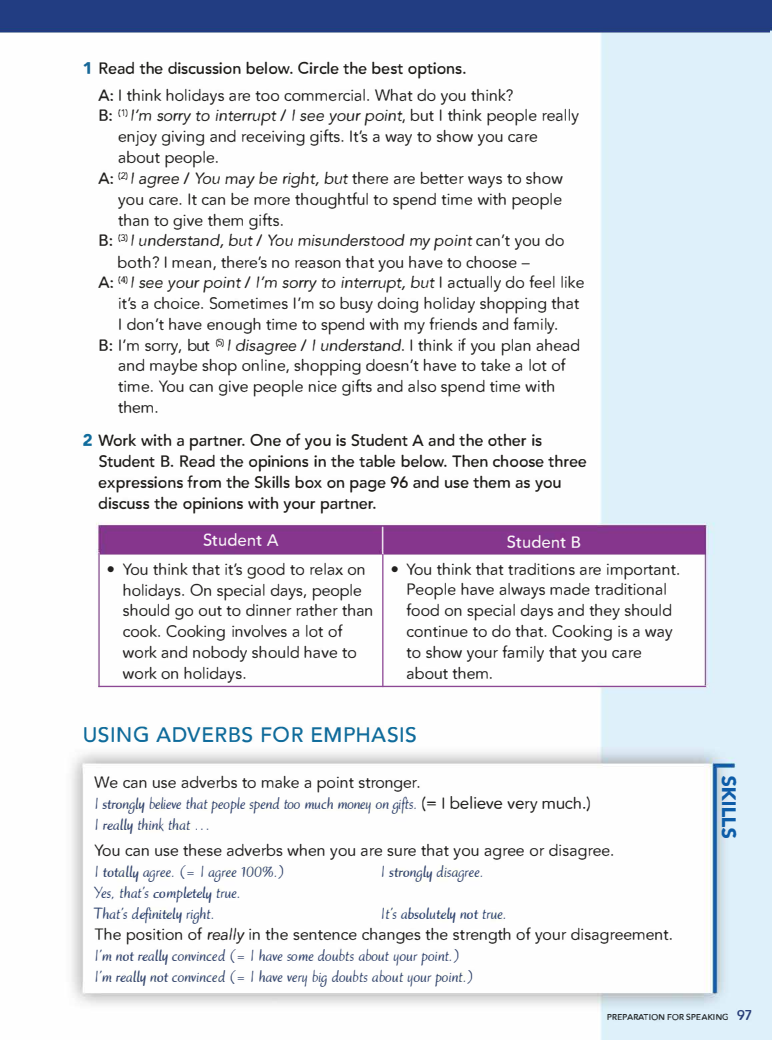 1 Read the discussion below. Circle the best options.
A: I think holidays are too commercial. What do you think?
B: (1) I'm sorry to interrupt / I see your point, but I think people really
enjoy giving and receiving gifts. It's a way to show you care
about people.
A: (2) I agree / You may be right, but there are better ways to show
you care. It can be more thoughtful to spend time with people
than to give them gifts.
B: (3) I understand, but / You misunderstood my point can't you do
both? I mean, there's no reason that you have to choose –
A: (4) I see your point / I'm sorry to interrupt, but I actually do feel like
it's a choice. Sometimes I'm so busy doing holiday shopping that
I don't have enough time to spend with my friends and family.
B: I'm sorry, but (5) I disagree / I understand. I think if you plan ahead
and maybe shop online, shopping doesn't have to take a lot of
time. You can give people nice gifts and also spend time with
them.
2 Work with a partner. One of you is Student A and the other is
Student B. Read the opinions in the table below. Then choose three
expressions from the Skills box on page 96 and use them as you
discuss the opinions with your partner.
Student A
• You think that it's good to relax on
holidays. On special days, people
should go out to dinner rather than
cook. Cooking involves a lot of
work and nobody should have to
work on holidays.
Student B
• You think that traditions are important.
People have always made traditional
food on special days and they should
continue to do that. Cooking is a way
to show your family that you care
about them.
USING ADVERBS FOR EMPHASIS
SKILLS
We can use adverbs to make a point stronger.
I strongly believe that people spend too much money on gifts. (= I believe very much.)
I really think that ...
You can use these adverbs when you are sure that you agree or disagree.
I totally agree. (= I agree 100%.) I strongly disagree.
Yes, that's completely true.
That's definitely right. It's absolutely not true.
The position of really in the sentence changes the strength of your disagreement.
I'm not really convinced (= I have some doubts about your point.)
I'm really not convinced (= I have very big doubts about your point.)
PREPARATION FOR SPEAKING 97